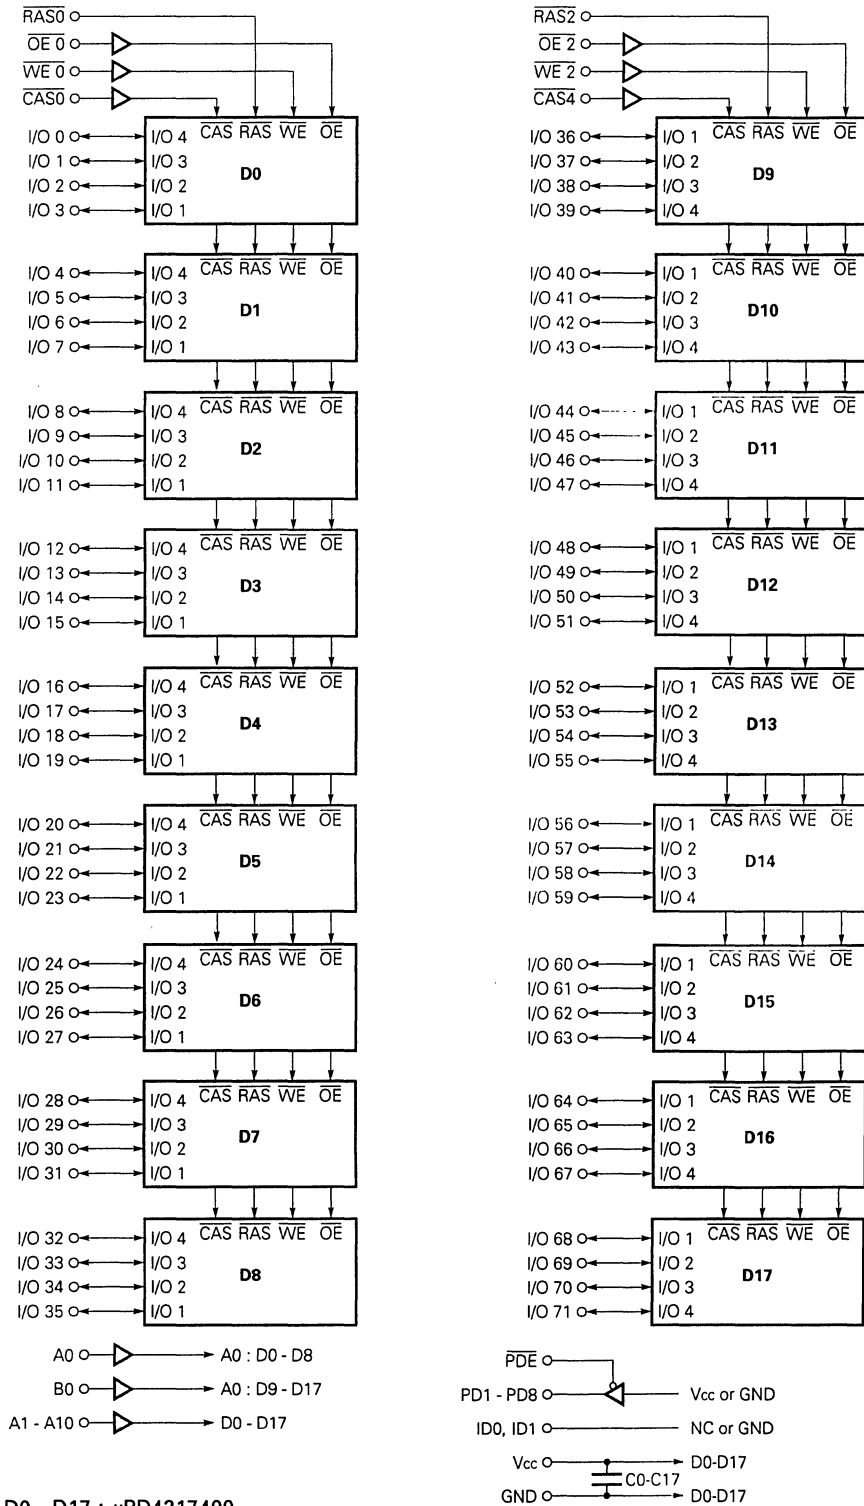 RAS0
OE 0
WE 0
CAS0
I/O 0 I/O 4 CAS RAS WE OE
I/O 1 I/O 3
D0
I/O 2 I/O 2
I/O 3 I/O 1
I/O 4 I/O 4 CAS RAS WE OE
I/O 5 I/O 3
D1
I/O 6 I/O 2
I/O 7 I/O 1
I/O 8 I/O 4 CAS RAS WE OE
I/O 9 I/O 3
D2
I/O 10 I/O 2
I/O 11 I/O 1
I/O 12 I/O 4 CAS RAS WE OE
I/O 13 I/O 3
D3
I/O 14 I/O 2
I/O 15 I/O 1
I/O 16 I/O 4 CAS RAS WE OE
I/O 17 I/O 3
D4
I/O 18 I/O 2
I/O 19 I/O 1
I/O 20 I/O 4 CAS RAS WE OE
I/O 21 I/O 3
D5
I/O 22 I/O 2
I/O 23 I/O 1
I/O 24 I/O 4 CAS RAS WE OE
I/O 25 I/O 3
D6
I/O 26 I/O 2
I/O 27 I/O 1
I/O 28 I/O 4 CAS RAS WE OE
I/O 29 I/O 3
D7
I/O 30 I/O 2
I/O 31 I/O 1
I/O 32 I/O 4 CAS RAS WE OE
I/O 33 I/O 3
D8
I/O 34 I/O 2
I/O 35 I/O 1
A0 A0 : D0 - D8
B0 A0 : D9 - D17
A1 - A10 D0 - D17
RAS2
OE 2
WE 2
CAS4
I/O 36 I/O 1 CAS RAS WE OE
I/O 37 I/O 2
D9
I/O 38 I/O 3
I/O 39 I/O 4
I/O 40 I/O 1 CAS RAS WE OE
I/O 41 I/O 2
D10
I/O 42 I/O 3
I/O 43 I/O 4
I/O 44 I/O 1 CAS RAS WE OE
I/O 45 I/O 2
D11
I/O 46 I/O 3
I/O 47 I/O 4
I/O 48 I/O 1 CAS RAS WE OE
I/O 49 I/O 2
D12
I/O 50 I/O 3
I/O 51 I/O 4
I/O 52 I/O 1 CAS RAS WE OE
I/O 53 I/O 2
D13
I/O 54 I/O 3
I/O 55 I/O 4
I/O 56 I/O 1 CAS RAS WE OE
I/O 57 I/O 2
D14
I/O 58 I/O 3
I/O 59 I/O 4
I/O 60 I/O 1 CAS RAS WE OE
I/O 61 I/O 2
D15
I/O 62 I/O 3
I/O 63 I/O 4
I/O 64 I/O 1 CAS RAS WE OE
I/O 65 I/O 2
D16
I/O 66 I/O 3
I/O 67 I/O 4
I/O 68 I/O 1 CAS RAS WE OE
I/O 69 I/O 2
D17
I/O 70 I/O 3
I/O 71 I/O 4
PDE
PD1 - PD8 Vcc or GND
ID0, ID1 NC or GND
Vcc D0-D17
C0-C17
GND D0-D17
D0 - D17 :